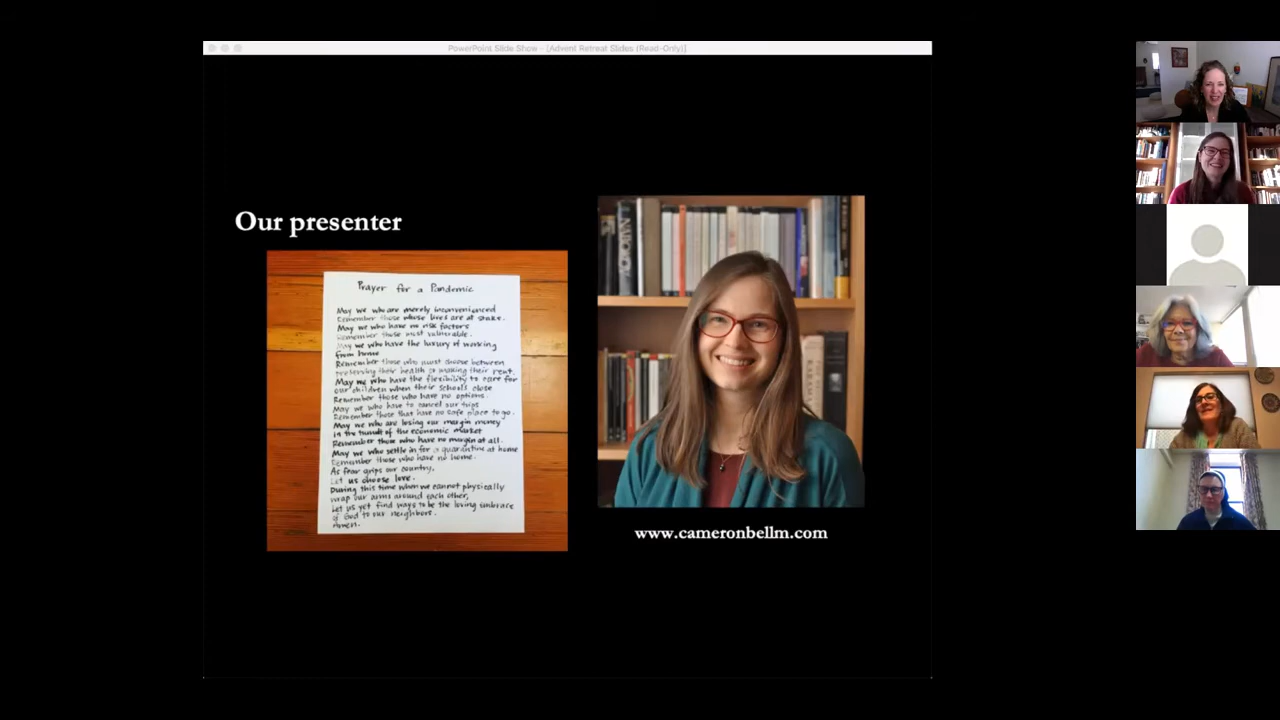 PowerPoint Slide Show - [Advent Retreat Slides (Read-Only)]
Our presenter
Prayer for a Pandemic
May we who are merely inconvenienced
Remember those whose lives are at stake.
May we who have no risk factors
Remember those most vulnerable.
May we who have the luxury of working
from home
Remember those who must choose between
preserving their health or making their rent.
May we who have the flexibility to care for
our children when their schools close
Remember those who have no options.
May we who have to cancel our trips
Remember those that have no safe place to go.
May we who are losing our margin money
in the tumult of the economic market
Remember those who have no margin at all.
May we who settle in for a quarantine at home
Remember those who have no home.
As fear grips our country,
Let us choose love.
During this time when we cannot physically
wrap our arms around each other,
Let us yet find ways to be the loving embrace
of God to our neighbors.
Amen.
www.cameronbellm.com